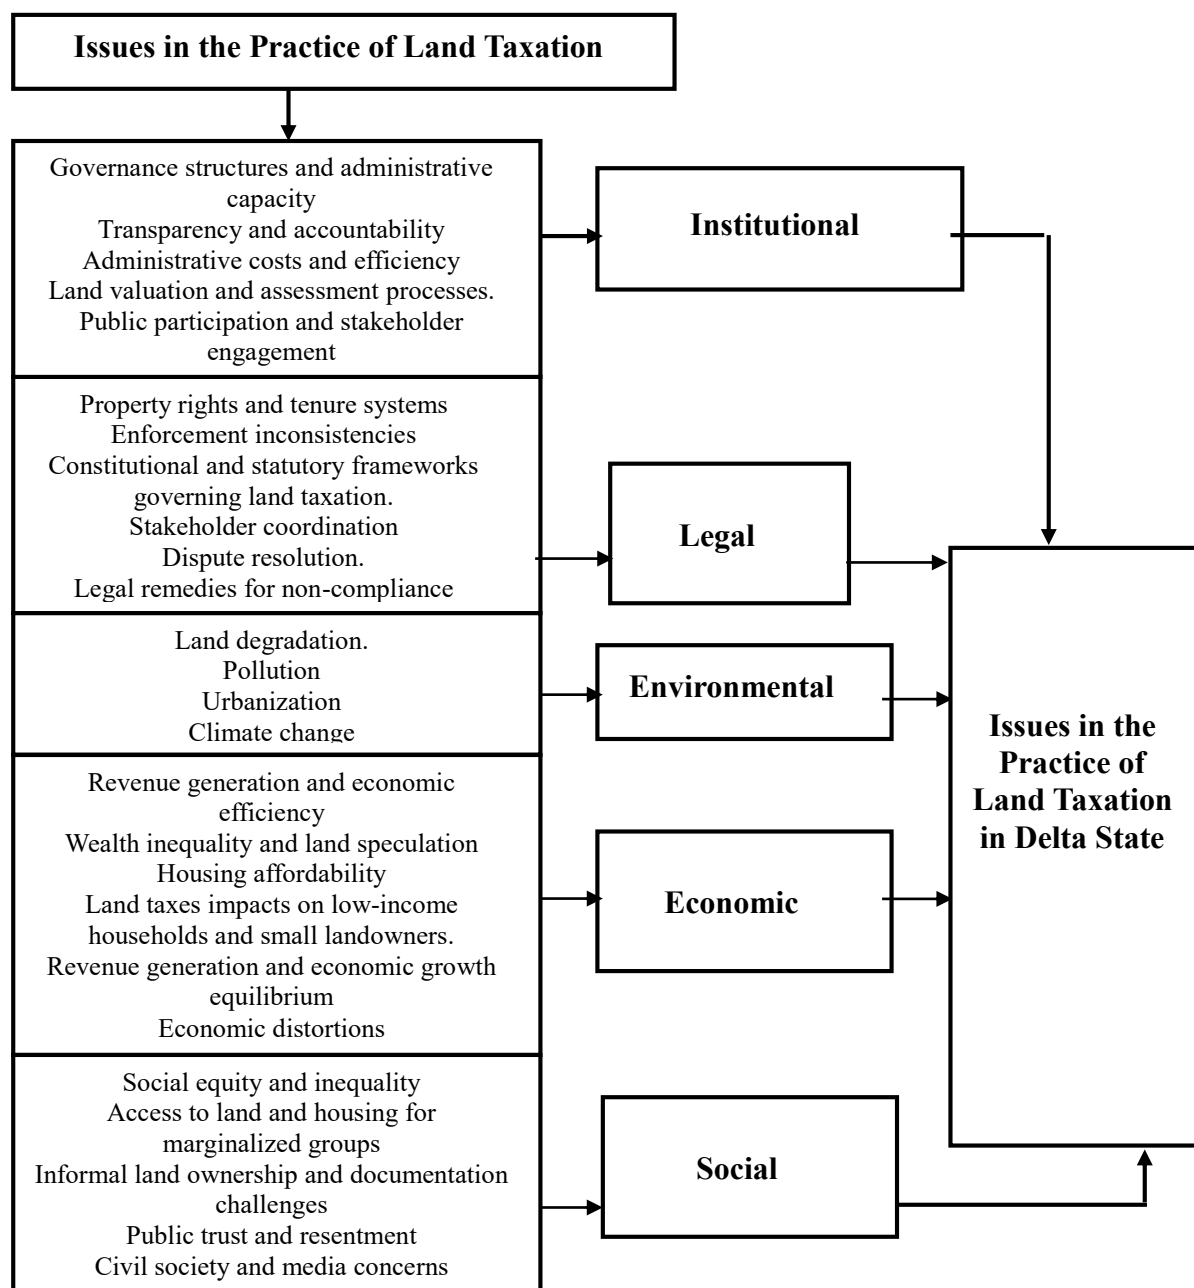 Issues in the Practice of Land Taxation
Governance structures and administrative
capacity
Transparency and accountability
Administrative costs and efficiency
Land valuation and assessment processes.
Public participation and stakeholder
engagement
Institutional
Property rights and tenure systems
Enforcement inconsistencies
Constitutional and statutory frameworks
governing land taxation.
Stakeholder coordination
Dispute resolution.
Legal remedies for non-compliance
Legal
Land degradation.
Pollution
Urbanization
Climate change
Environmental
Revenue generation and economic
efficiency
Wealth inequality and land speculation
Housing affordability
Land taxes impacts on low-income
households and small landowners.
Revenue generation and economic growth
equilibrium
Economic distortions
Economic
Social equity and inequality
Access to land and housing for
marginalized groups
Informal land ownership and documentation
challenges
Public trust and resentment
Civil society and media concerns
Social
Issues in the
Practice of
Land Taxation
in Delta State